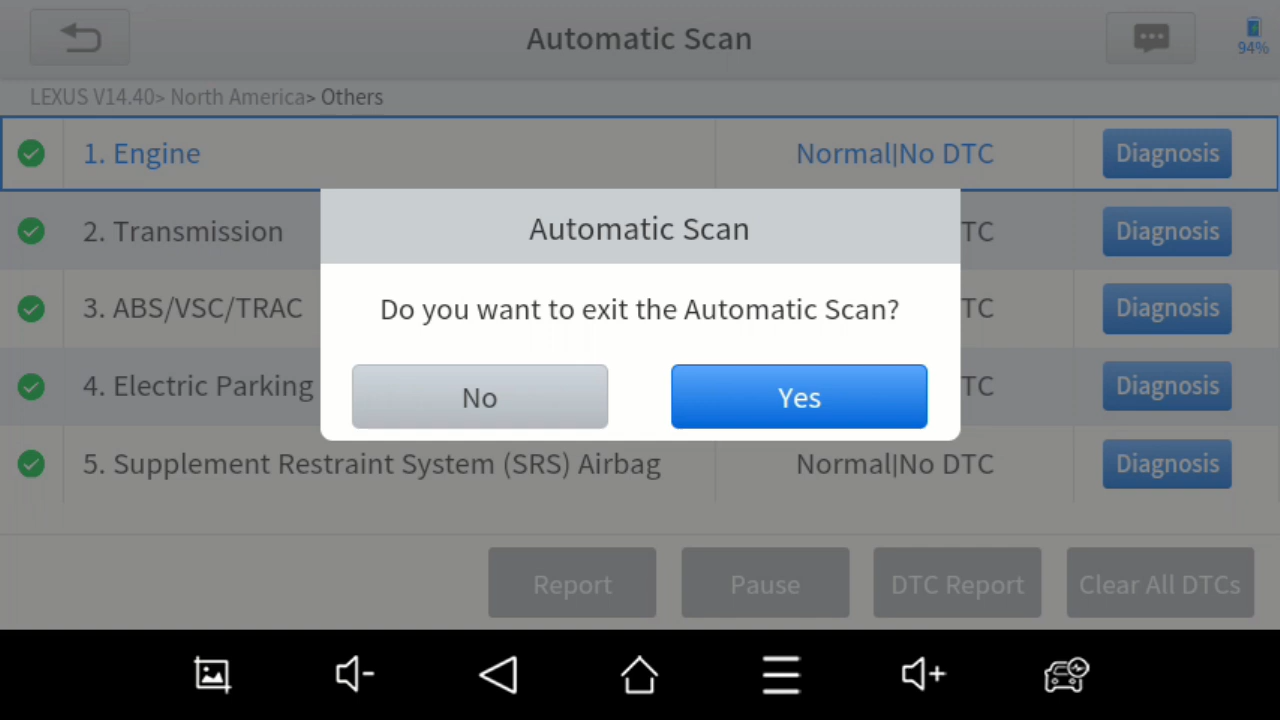 Automatic Scan
94%
LEXUS V14.40> North America> Others
1. Engine Normal|No DTC Diagnosis
2. Transmission TC Diagnosis
3. ABS/VSC/TRAC TC Diagnosis
4. Electric Parking TC Diagnosis
5. Supplement Restraint System (SRS) Airbag Normal|No DTC Diagnosis
Automatic Scan
Do you want to exit the Automatic Scan?
No Yes
Report Pause DTC Report Clear All DTCs